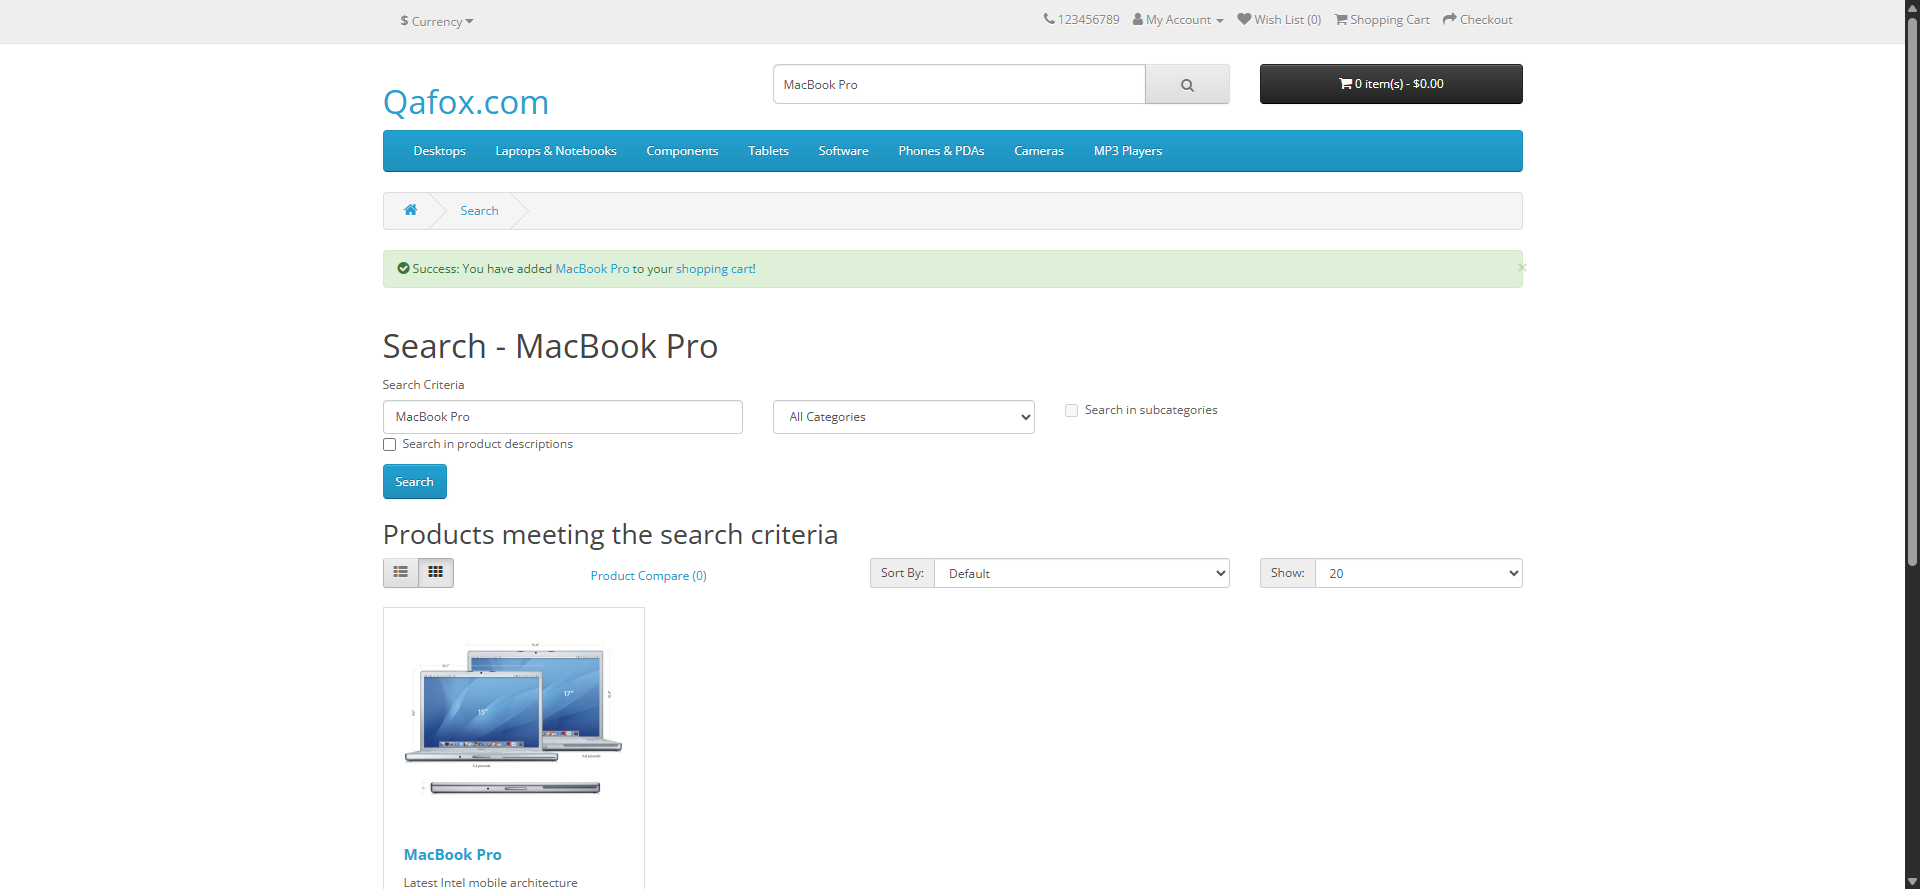 $ Currency
123456789 My Account Wish List (0) Shopping Cart Checkout
Qafox.com
MacBook Pro
0 item(s) - $0.00
Desktops Laptops & Notebooks Components Tablets Software Phones & PDAs Cameras MP3 Players
Search
Success: You have added MacBook Pro to your shopping cart!
×
Search - MacBook Pro
Search Criteria
MacBook Pro
All Categories
Search in subcategories
Search in product descriptions
Search
Products meeting the search criteria
Product Compare (0)
Sort By: Default
Show: 20
17"
15"
MacBook Pro
Latest Intel mobile architecture